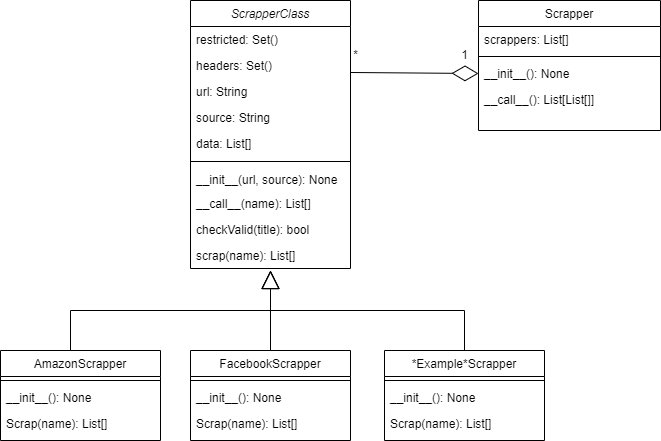 ScrapperClass
restricted: Set()
headers: Set()
url: String
source: String
data: List[]
__init__(url, source): None
__call__(name): List[]
checkValid(title): bool
scrap(name): List[]
*
1
Scrapper
scrappers: List[]
__init__(): None
__call__(): List[List[]]
AmazonScrapper
__init__(): None
Scrap(name): List[]
FacebookScrapper
__init__(): None
Scrap(name): List[]
*Example*Scrapper
__init__(): None
Scrap(name): List[]